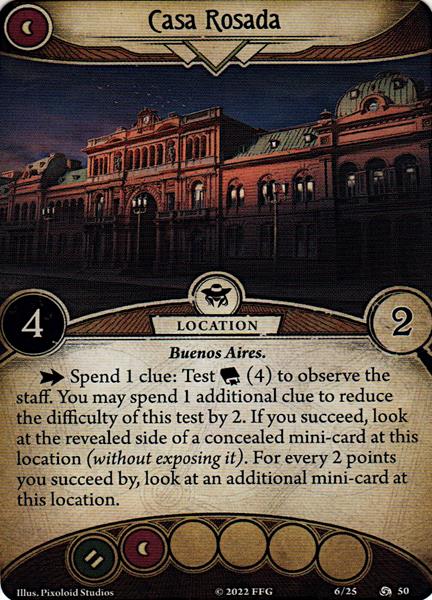 Casa Rosada
4
2
LOCATION
Buenos Aires.
Spend 1 clue: Test (4) to observe the
staff. You may spend 1 additional clue to reduce
the difficulty of this test by 2. If you succeed, look
at the revealed side of a concealed mini-card at this
location (without exposing it). For every 2 points
you succeed by, look at an additional mini-card at
this location.
Illus. Pixoloid Studios © 2022 FFG 6/25 50